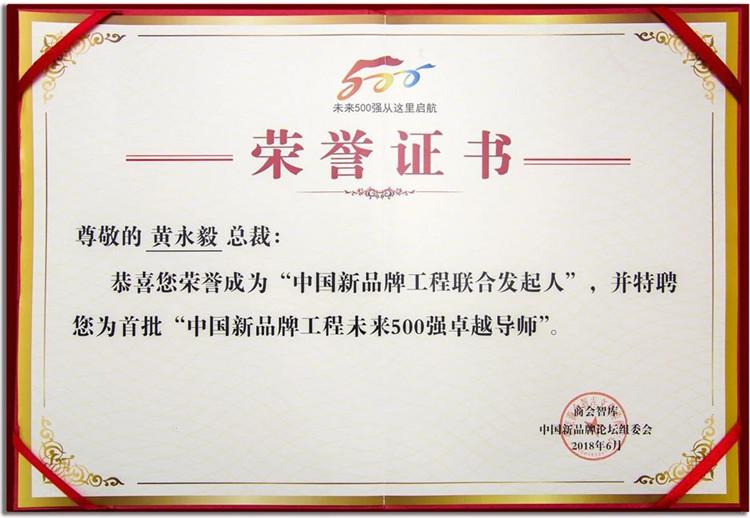 500
未来500强从这里启航
荣誉证书
尊敬的 黄永毅 总裁：
恭喜您荣誉成为“中国新品牌工程联合发起人”，并特聘
您为首批“中国新品牌工程未来500强卓越导师”。
商会智库
中国新品牌论坛组委会
2018年6月